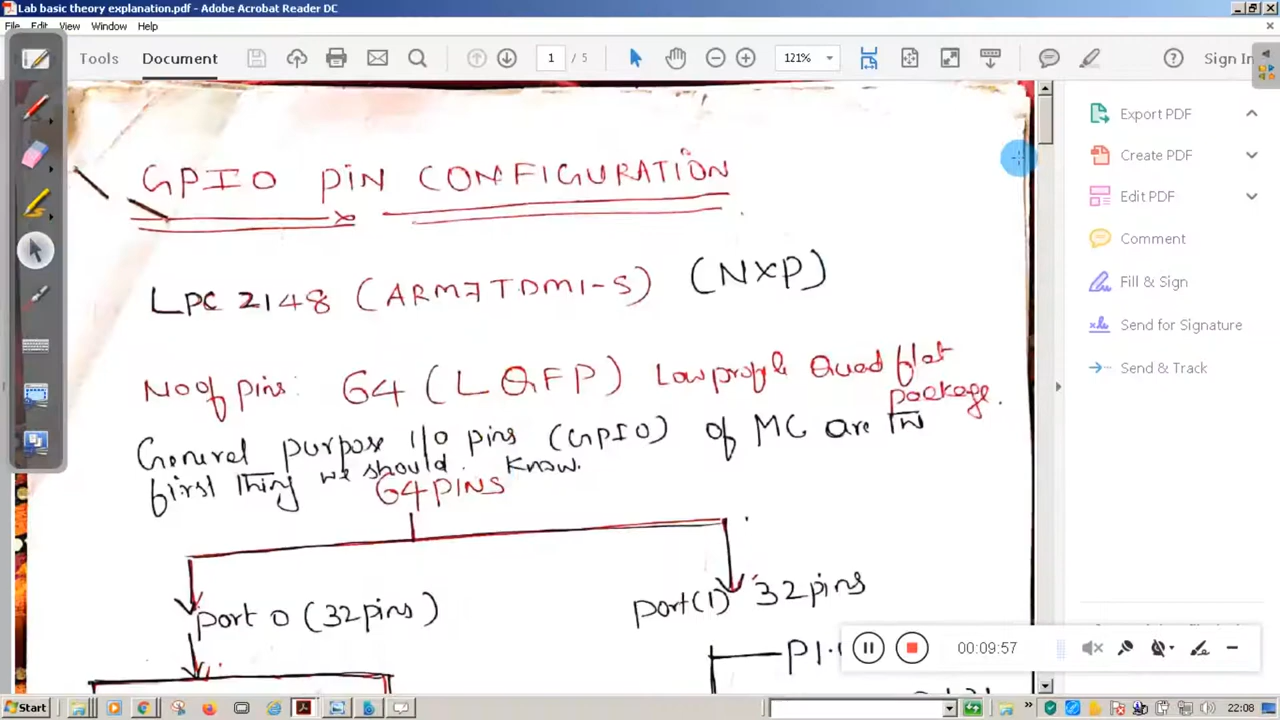 Lab basic theory explanation.pdf - Adobe Acrobat Reader DC
File Edit View Window Help
Tools Document 1 / 5 121% Sign In
GPIO PIN CONFIGURATION
LPC 2148 (ARM7TDMI-S) (NXP)
No of pins: 64 (LQFP) Low profile Quad flat
package.
General purpose I/O pins (GPIO) of MC are
first thing we should know.
64 PINS
port 0 (32 pins)
port(1) 32 pins
P1.
Export PDF
Create PDF
Edit PDF
Comment
Fill & Sign
Send for Signature
Send & Track
00:09:57
Start
22:08